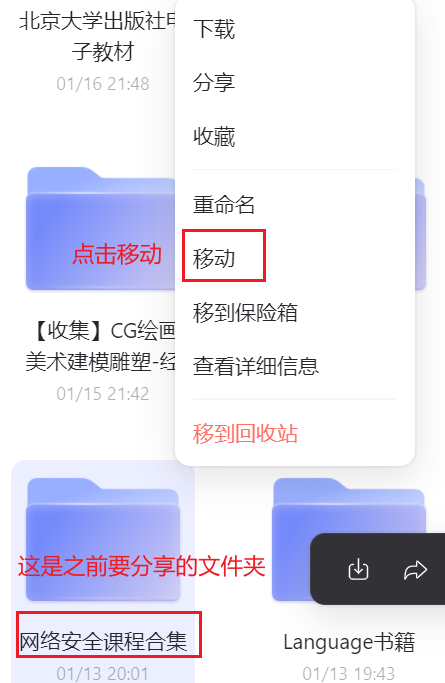 北京大学出版社电
子教材
01/16 21:48
下载
分享
收藏
重命名
移动
移到保险箱
查看详细信息
移到回收站
点击移动
【收集】CG绘画
美术建模雕塑-经
01/15 21:42
这是之前要分享的文件夹
网络安全课程合集
01/13 20:01
Language书籍
01/13 19:43